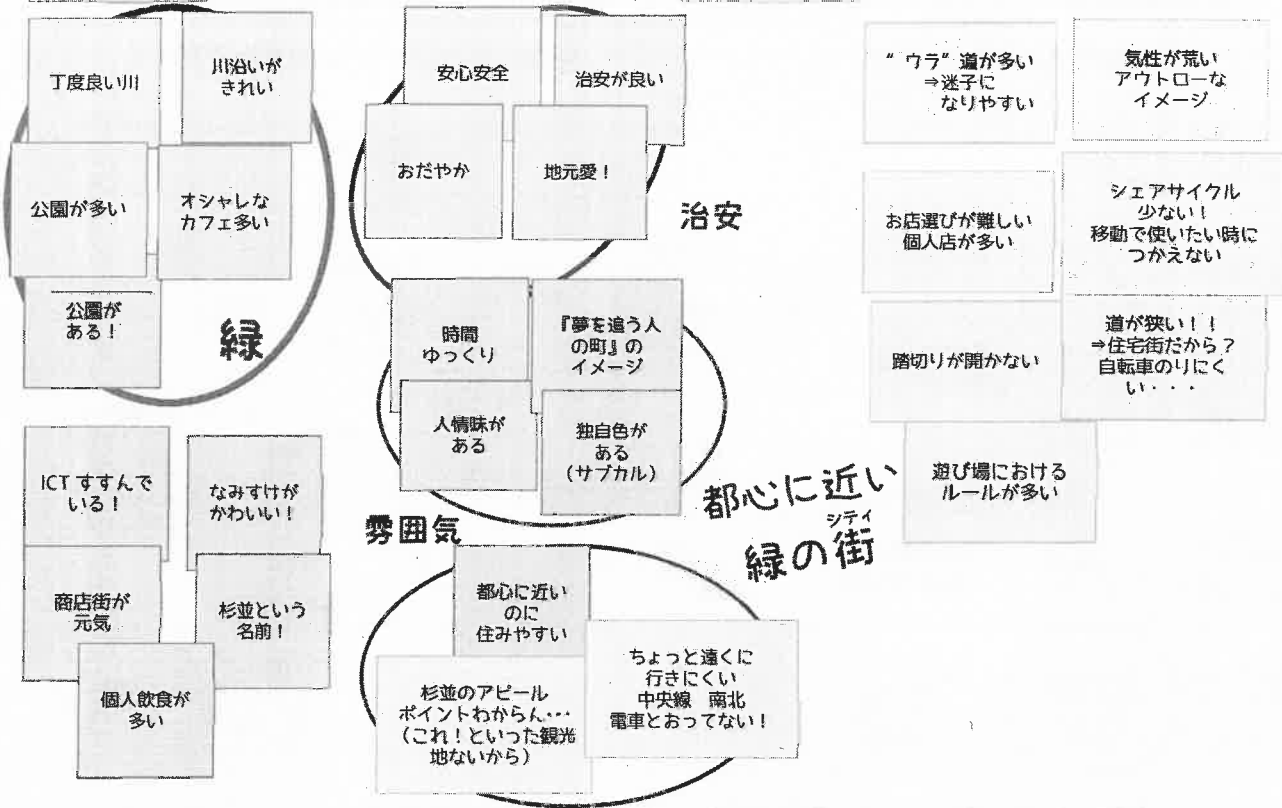 丁度良い川
川沿いが
きれい
公園が多い
オシャレな
カフェ多い
公園が
ある！
緑
安心安全
治安が良い
おだやか
地元愛！
治安
時間
ゆっくり
『夢を追う人
の町』の
イメージ
人情味が
ある
独自色が
ある
（サブカル）
雰囲気
ICT すすんで
いる！
なみすけが
かわいい！
商店街が
元気
杉並という
名前！
個人飲食が
多い
都心に近い
シティ
緑の街
都心に近い
のに
住みやすい
杉並のアピール
ポイントわからん…
（これ！といった観光
地ないから）
ちょっと遠くに
行きにくい
中央線　南北
電車とおってない！
“ウラ”道が多い
⇒迷子に
なりやすい
気性が荒い
アウトローな
イメージ
お店選びが難しい
個人店が多い
シェアサイクル
少ない！
移動で使いたい時に
つかえない
踏切りが開かない
道が狭い！！
⇒住宅街だから？
自転車のりにく
い・・・
遊び場における
ルールが多い